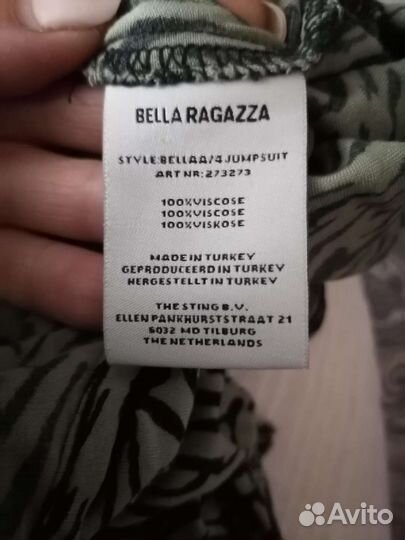 BELLA RAGAZZA
STYLE:BELLAA/4 JUMPSUIT
ART NR:273273
100%VISCOSE
100%VISCOSE
100%VISKOSE
MADE IN TURKEY
GEPRODUCEERD IN TURKEY
HERGESTELLT IN TURKEY
THE STING B.V.
ELLEN PANKHURSTSTRAAT 21
5032 MD TILBURG
THE NETHERLANDS
Avito